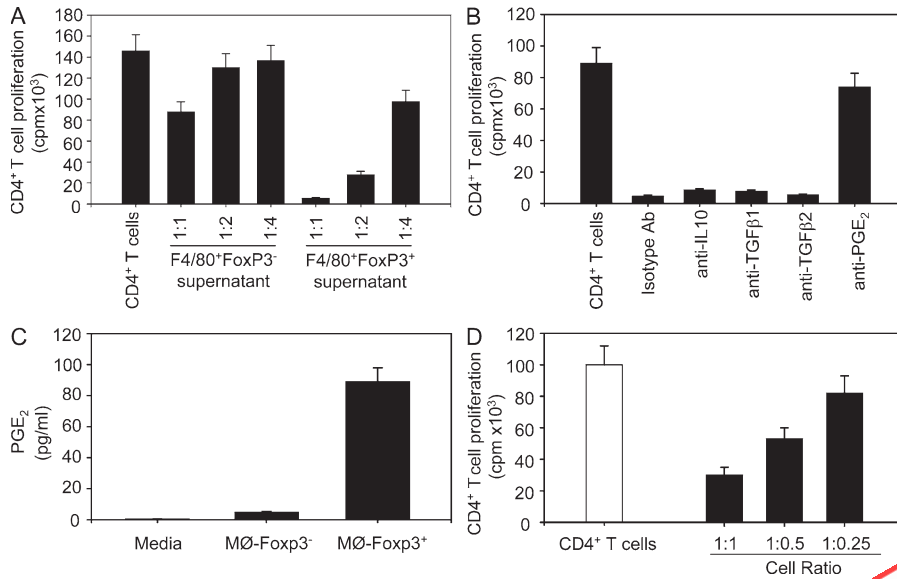 A
CD4⁺ T cell proliferation
(cpmx10³)
160
140
120
100
80
60
40
20
0
CD4⁺ T cells
1:1
1:2
1:4
1:1
1:2
1:4
F4/80⁺FoxP3⁻
supernatant
F4/80⁺FoxP3⁺
supernatant
B
CD4⁺ T cell proliferation
(cpmx10³)
120
100
80
60
40
20
0
CD4⁺ T cells
Isotype Ab
anti-IL10
anti-TGFβ1
anti-TGFβ2
anti-PGE₂
C
PGE₂
(pg/ml)
120
100
80
60
40
20
0
Media
MØ-Foxp3⁻
MØ-Foxp3⁺
D
CD4⁺ T cell proliferation
(cpm x10³)
120
100
80
60
40
20
0
CD4⁺ T cells
1:1
1:0.5
1:0.25
Cell Ratio